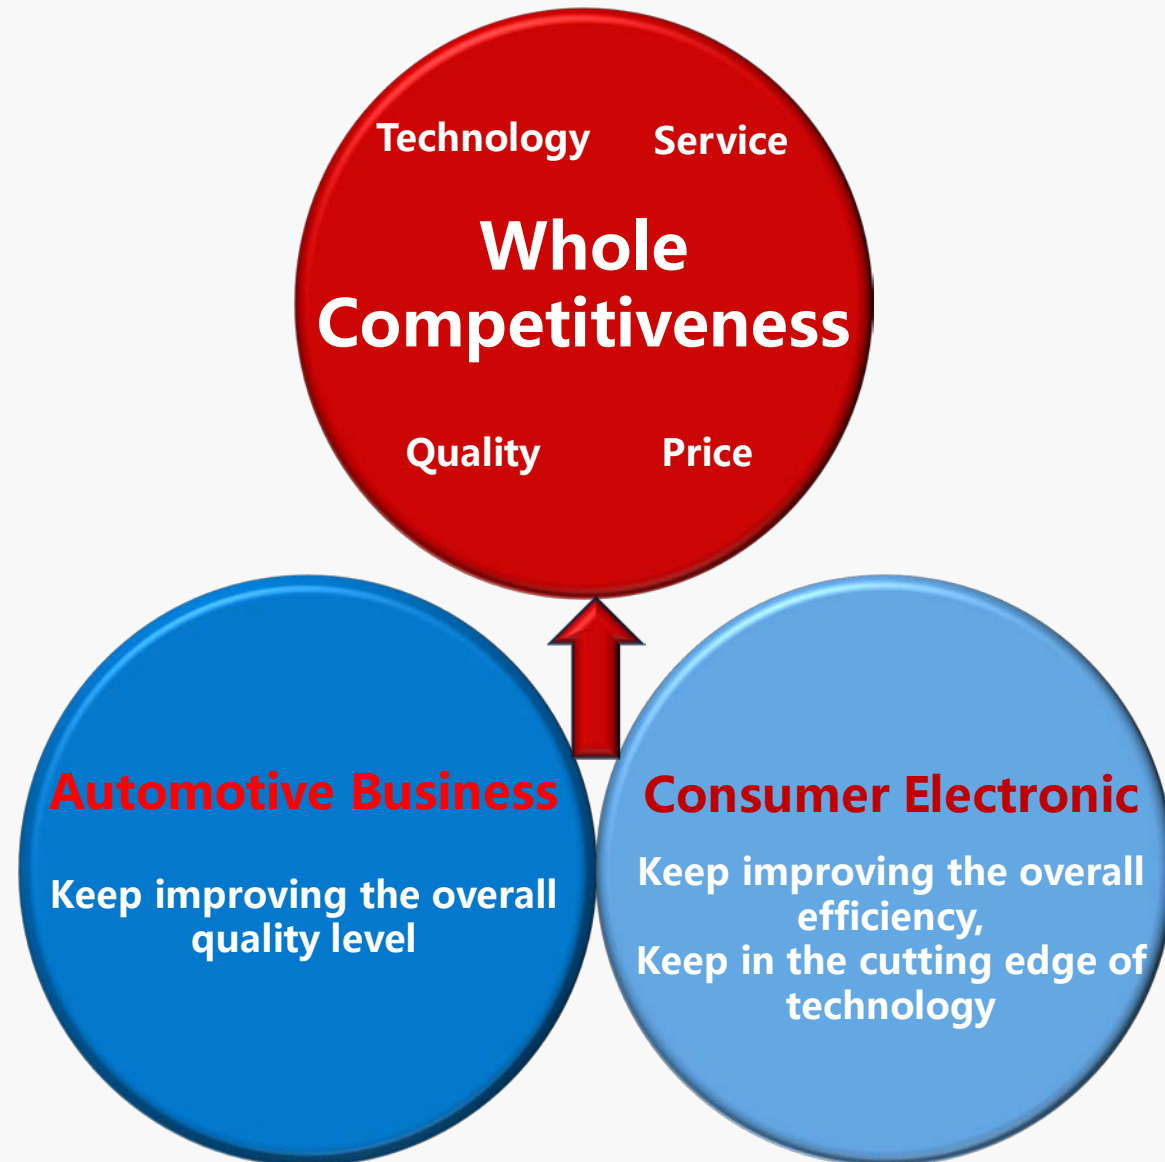 Technology Service
Whole
Competitiveness
Quality Price
Automotive Business
Keep improving the overall
quality level
Consumer Electronic
Keep improving the overall
efficiency,
Keep in the cutting edge of
technology